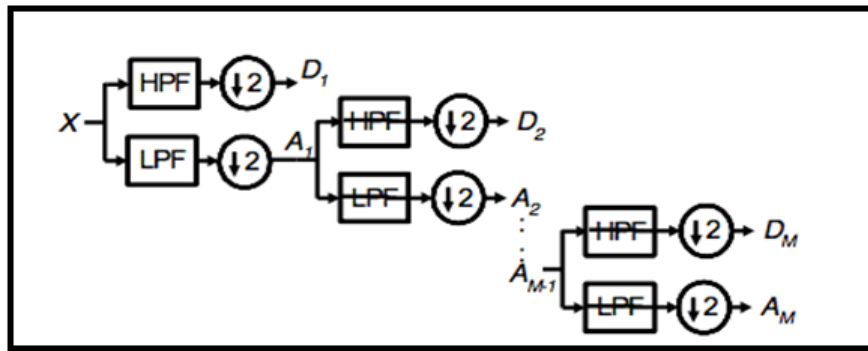 HPF ↓2 D1
X
LPF ↓2 A1
HPF ↓2 D2
LPF ↓2 A2
HPF ↓2 DM
AM-1
LPF ↓2 AM